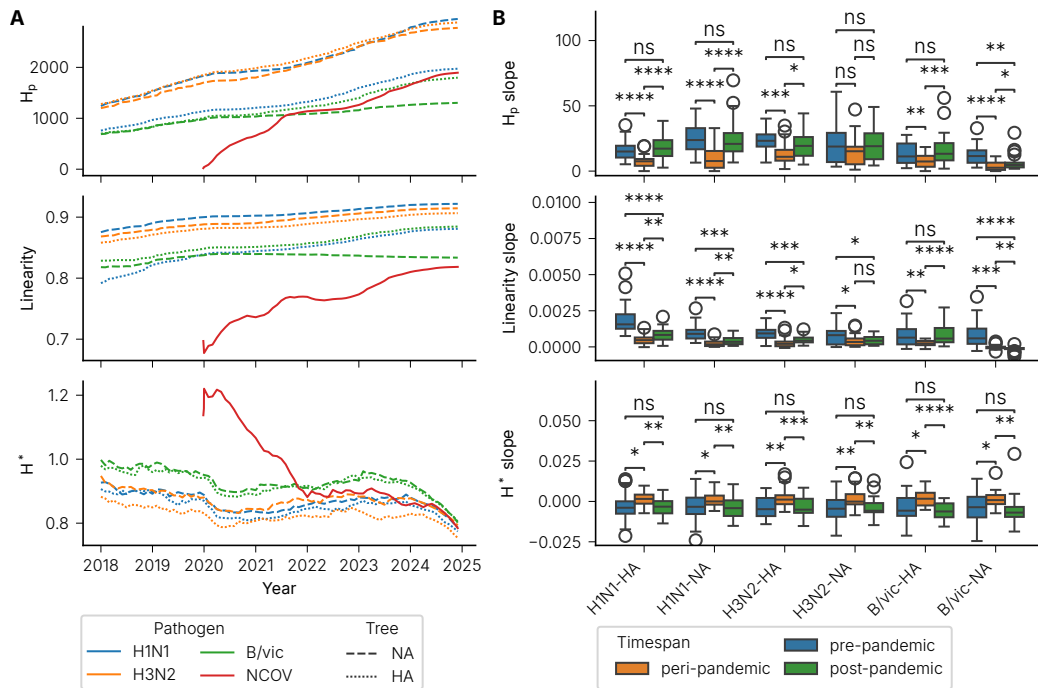 A
B
H_p
2000
1000
0
Linearity
0.9
0.8
0.7
H*
1.2
1.0
0.8
2018 2019 2020 2021 2022 2023 2024 2025
Year
Pathogen
Tree
H1N1
B/vic
NA
H3N2
NCOV
HA
H_p slope
100
50
0
ns ns ns ns ns **
**** **** * ns *** *
**** **** *** ns ** ****
Linearity slope
0.0100
0.0075
0.0050
0.0025
0.0000
**** *** *** * ns ****
** ** * ns **** **
**** **** **** * ** ***
H* slope
0.050
0.025
0.000
−0.025
ns ns ns ns ns ns
** ** *** ** **** **
* * ** ** * *
H1N1-HA
H1N1-NA
H3N2-HA
H3N2-NA
B/vic-HA
B/vic-NA
Timespan
pre-pandemic
peri-pandemic
post-pandemic